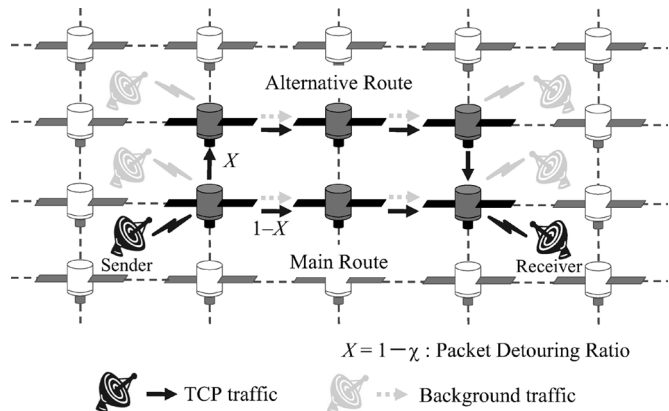 Alternative Route
X
1−X
Sender
Main Route
Receiver
X = 1−χ : Packet Detouring Ratio
TCP traffic
Background traffic